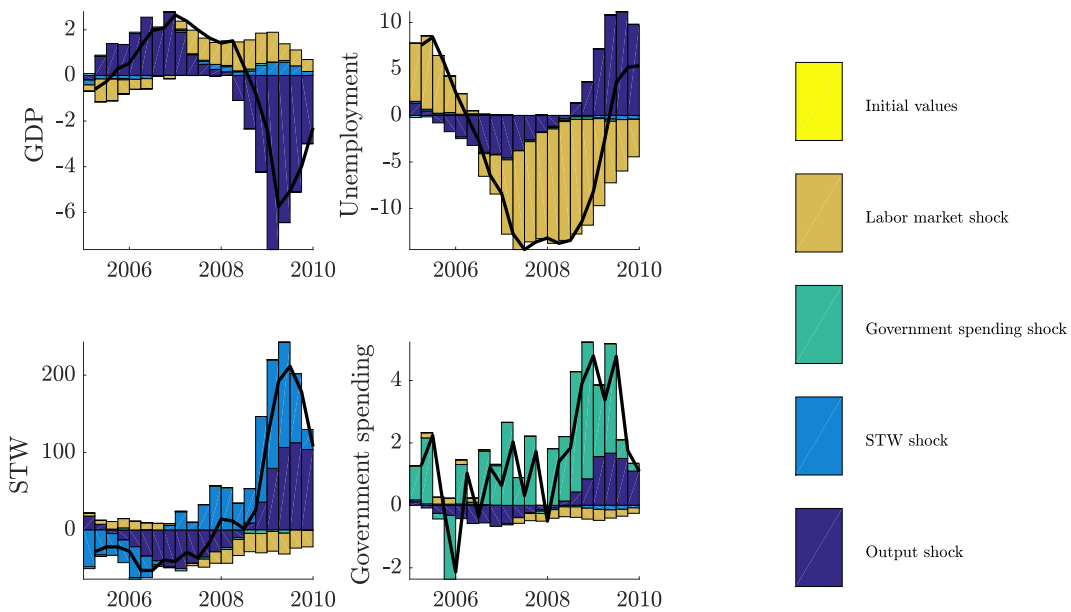 GDP
2
0
-2
-4
-6
2006 2008 2010
Unemployment
10
5
0
-5
-10
2006 2008 2010
STW
200
100
0
2006 2008 2010
Government spending
4
2
0
-2
2006 2008 2010
Initial values
Labor market shock
Government spending shock
STW shock
Output shock